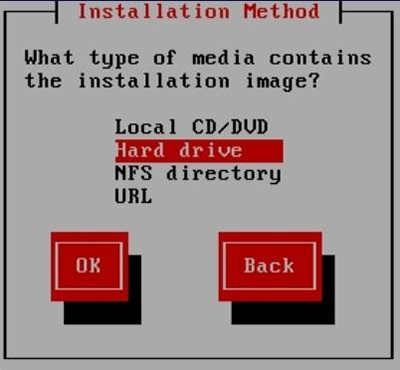 Installation Method
What type of media contains
the installation image?
Local CD/DVD
Hard drive
NFS directory
URL
OK
Back